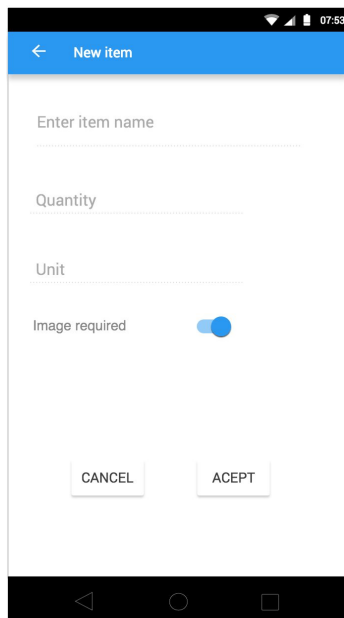 07:53
New item
Enter item name
Quantity
Unit
Image required
CANCEL ACEPT